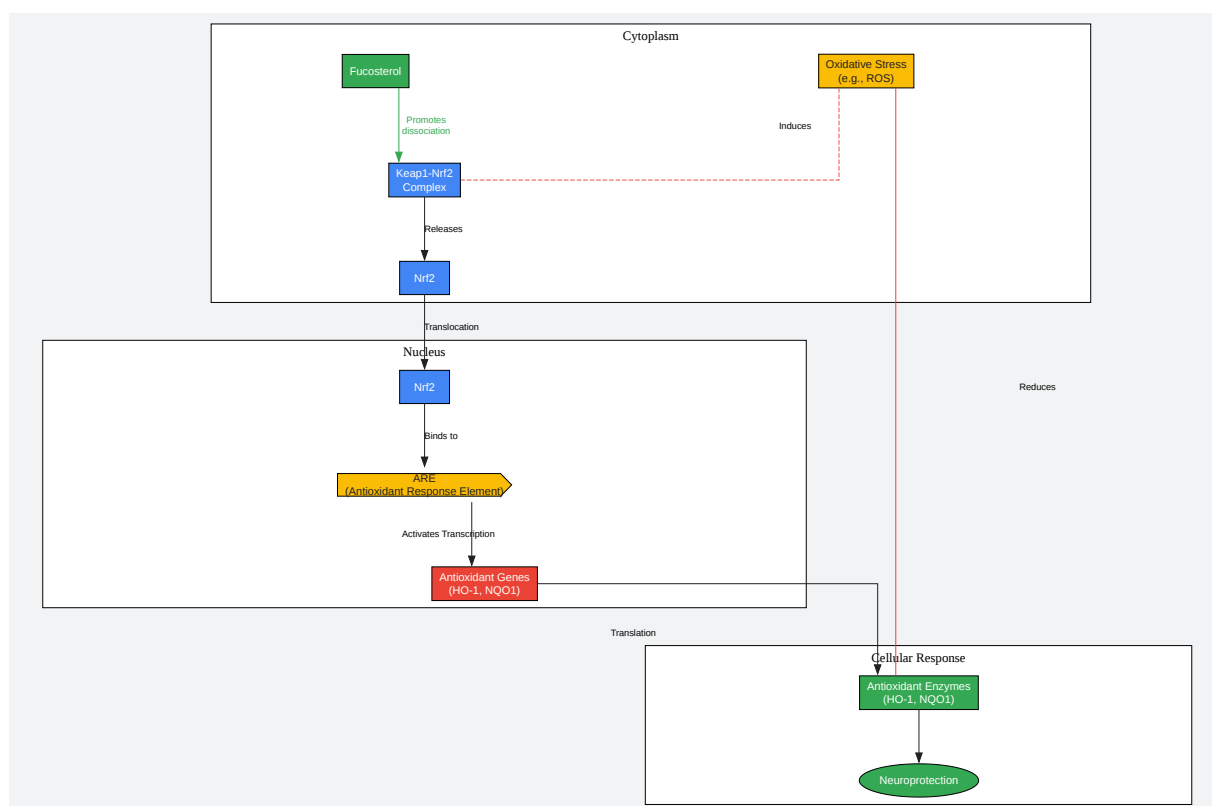 Cytoplasm
Fucosterol
Oxidative Stress
(e.g., ROS)
Promotes
dissociation
Induces
Keap1-Nrf2
Complex
Releases
Nrf2
Translocation
Nucleus
Nrf2
Reduces
Binds to
ARE
(Antioxidant Response Element)
Activates Transcription
Antioxidant Genes
(HO-1, NQO1)
Translation
Cellular Response
Antioxidant Enzymes
(HO-1, NQO1)
Neuroprotection